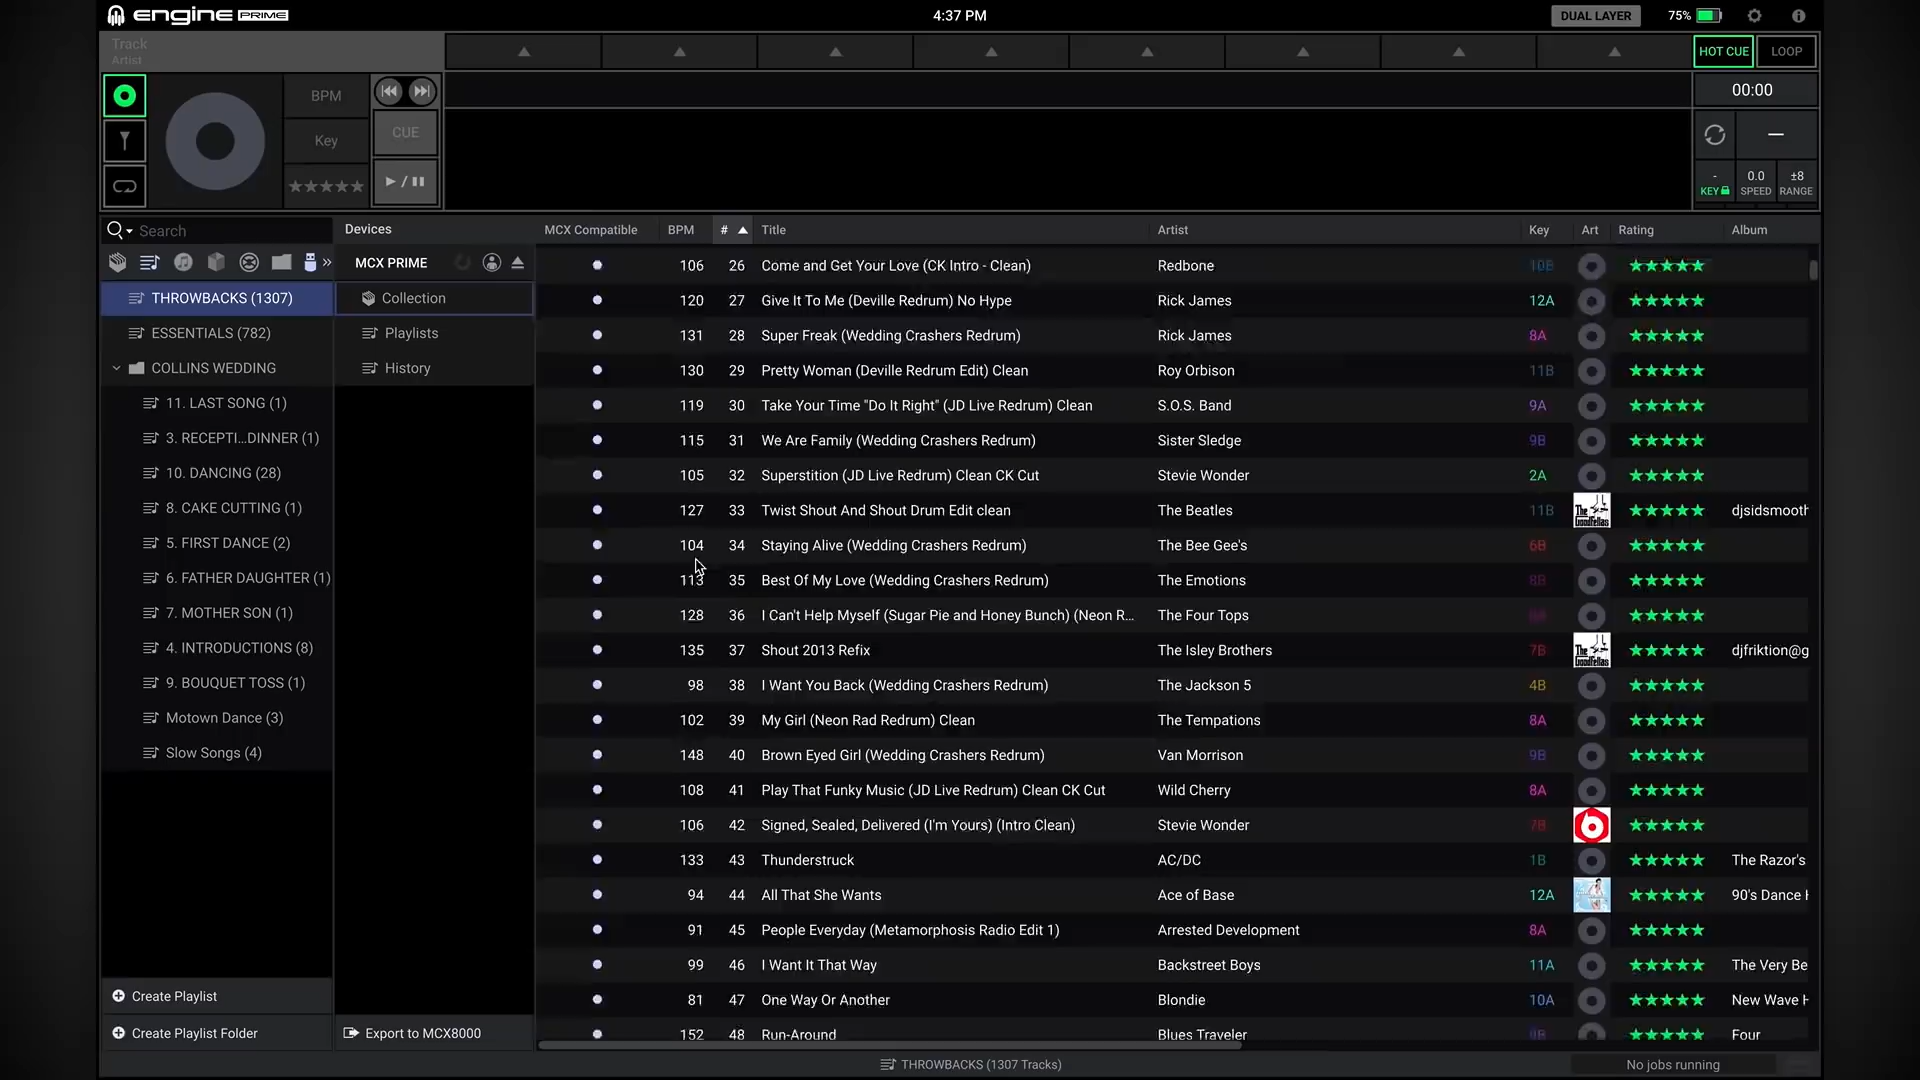 engine PRIME
4:37 PM
DUAL LAYER
75%
Track
Artist
HOT CUE
LOOP
BPM
CUE
Key
00:00
-
KEY
0.0
SPEED
±8
RANGE
Search
Devices
MCX Compatible BPM # Title Artist Key Art Rating Album
MCX PRIME
THROWBACKS (1307)
ESSENTIALS (782)
COLLINS WEDDING
11. LAST SONG (1)
3. RECEPTI...DINNER (1)
10. DANCING (28)
8. CAKE CUTTING (1)
5. FIRST DANCE (2)
6. FATHER DAUGHTER (1)
7. MOTHER SON (1)
4. INTRODUCTIONS (8)
9. BOUQUET TOSS (1)
Motown Dance (3)
Slow Songs (4)
Create Playlist
Create Playlist Folder
Collection
Playlists
History
Export to MCX8000
106 26 Come and Get Your Love (CK Intro - Clean) Redbone 10B
120 27 Give It To Me (Deville Redrum) No Hype Rick James 12A
131 28 Super Freak (Wedding Crashers Redrum) Rick James 8A
130 29 Pretty Woman (Deville Redrum Edit) Clean Roy Orbison 11B
119 30 Take Your Time "Do It Right" (JD Live Redrum) Clean S.O.S. Band 9A
115 31 We Are Family (Wedding Crashers Redrum) Sister Sledge 9B
105 32 Superstition (JD Live Redrum) Clean CK Cut Stevie Wonder 2A
127 33 Twist Shout And Shout Drum Edit clean The Beatles 11B djsidsmooth
104 34 Staying Alive (Wedding Crashers Redrum) The Bee Gee's 6B
113 35 Best Of My Love (Wedding Crashers Redrum) The Emotions 8B
128 36 I Can't Help Myself (Sugar Pie and Honey Bunch) (Neon R... The Four Tops
135 37 Shout 2013 Refix The Isley Brothers 7B djfriktion@g
98 38 I Want You Back (Wedding Crashers Redrum) The Jackson 5 4B
102 39 My Girl (Neon Rad Redrum) Clean The Tempations 8A
148 40 Brown Eyed Girl (Wedding Crashers Redrum) Van Morrison 9B
108 41 Play That Funky Music (JD Live Redrum) Clean CK Cut Wild Cherry 8A
106 42 Signed, Sealed, Delivered (I'm Yours) (Intro Clean) Stevie Wonder 7B
133 43 Thunderstruck AC/DC 1B The Razor's
94 44 All That She Wants Ace of Base 12A 90's Dance H
91 45 People Everyday (Metamorphosis Radio Edit 1) Arrested Development 8A
99 46 I Want It That Way Backstreet Boys 11A The Very Be
81 47 One Way Or Another Blondie 10A New Wave H
152 48 Run-Around Blues Traveler 9B Four
THROWBACKS (1307 Tracks)
No jobs running